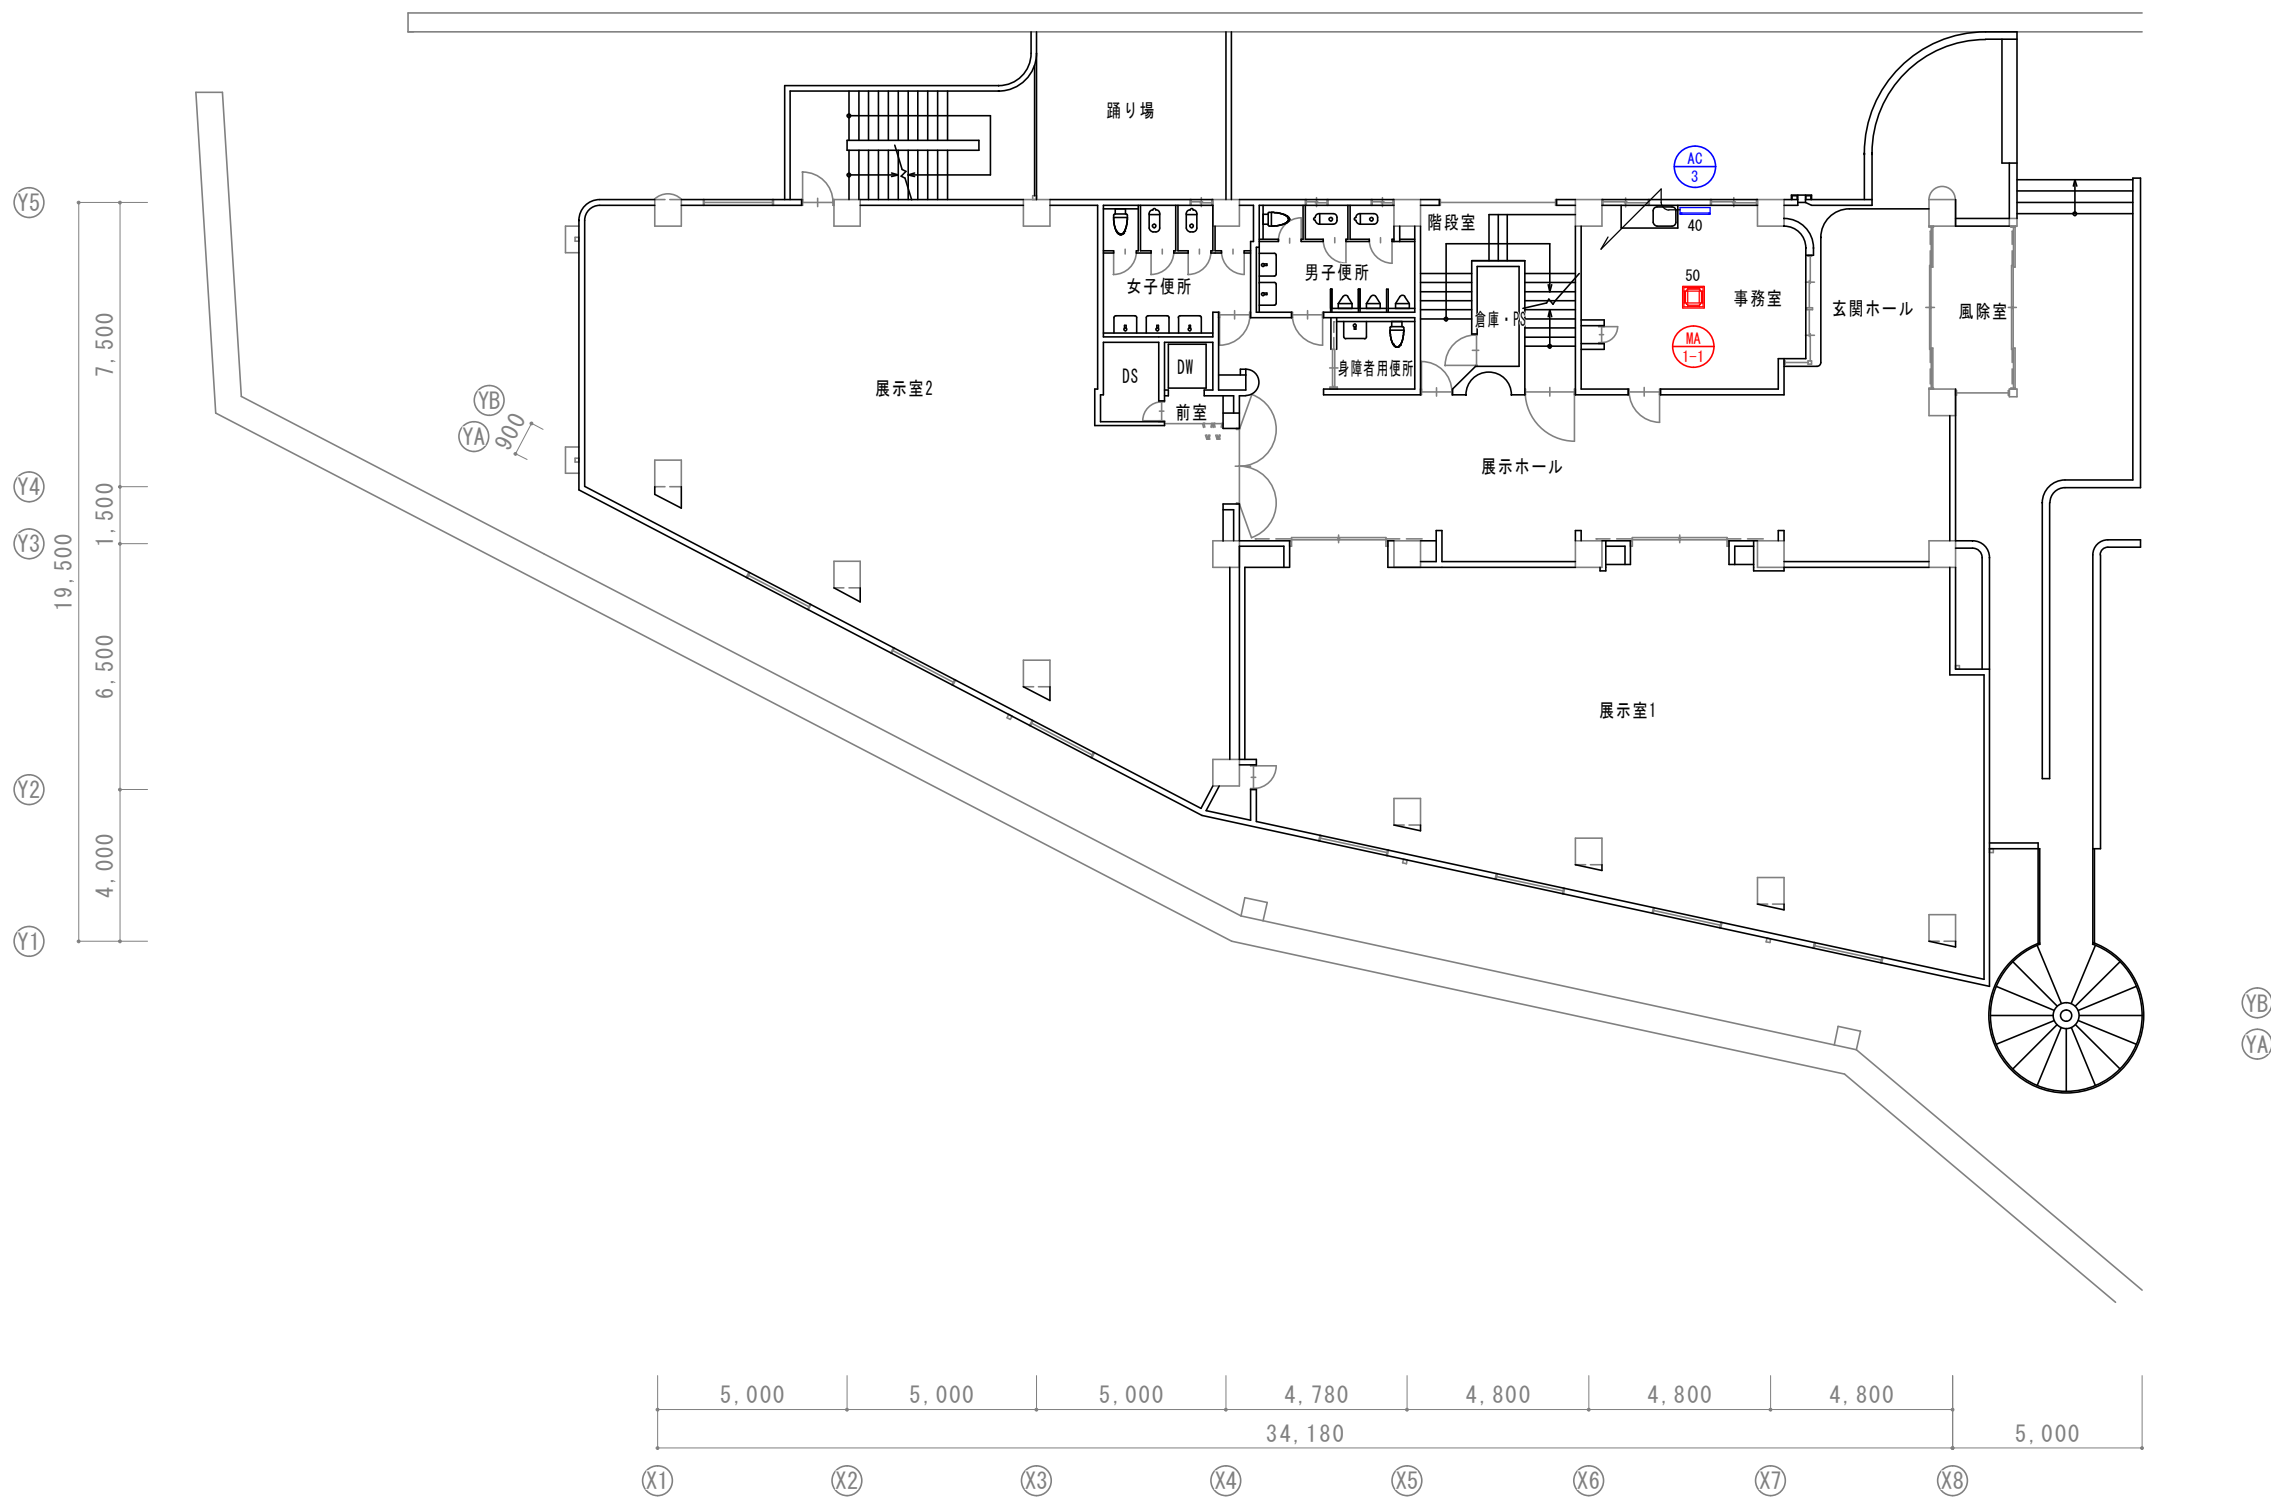 踊り場
AC
3
Y5
階段室
40
50
女子便所
男子便所
事務室
玄関ホール
風除室
倉庫・PS
MA
1-1
7,500
DS
DW
身障者用便所
展示室2
前室
YB
YA
900
展示ホール
Y4
1,500
Y3
19,500
6,500
展示室1
Y2
4,000
Y1
YB
YA
5,000
5,000
5,000
4,780
4,800
4,800
4,800
34,180
5,000
X1
X2
X3
X4
X5
X6
X7
X8